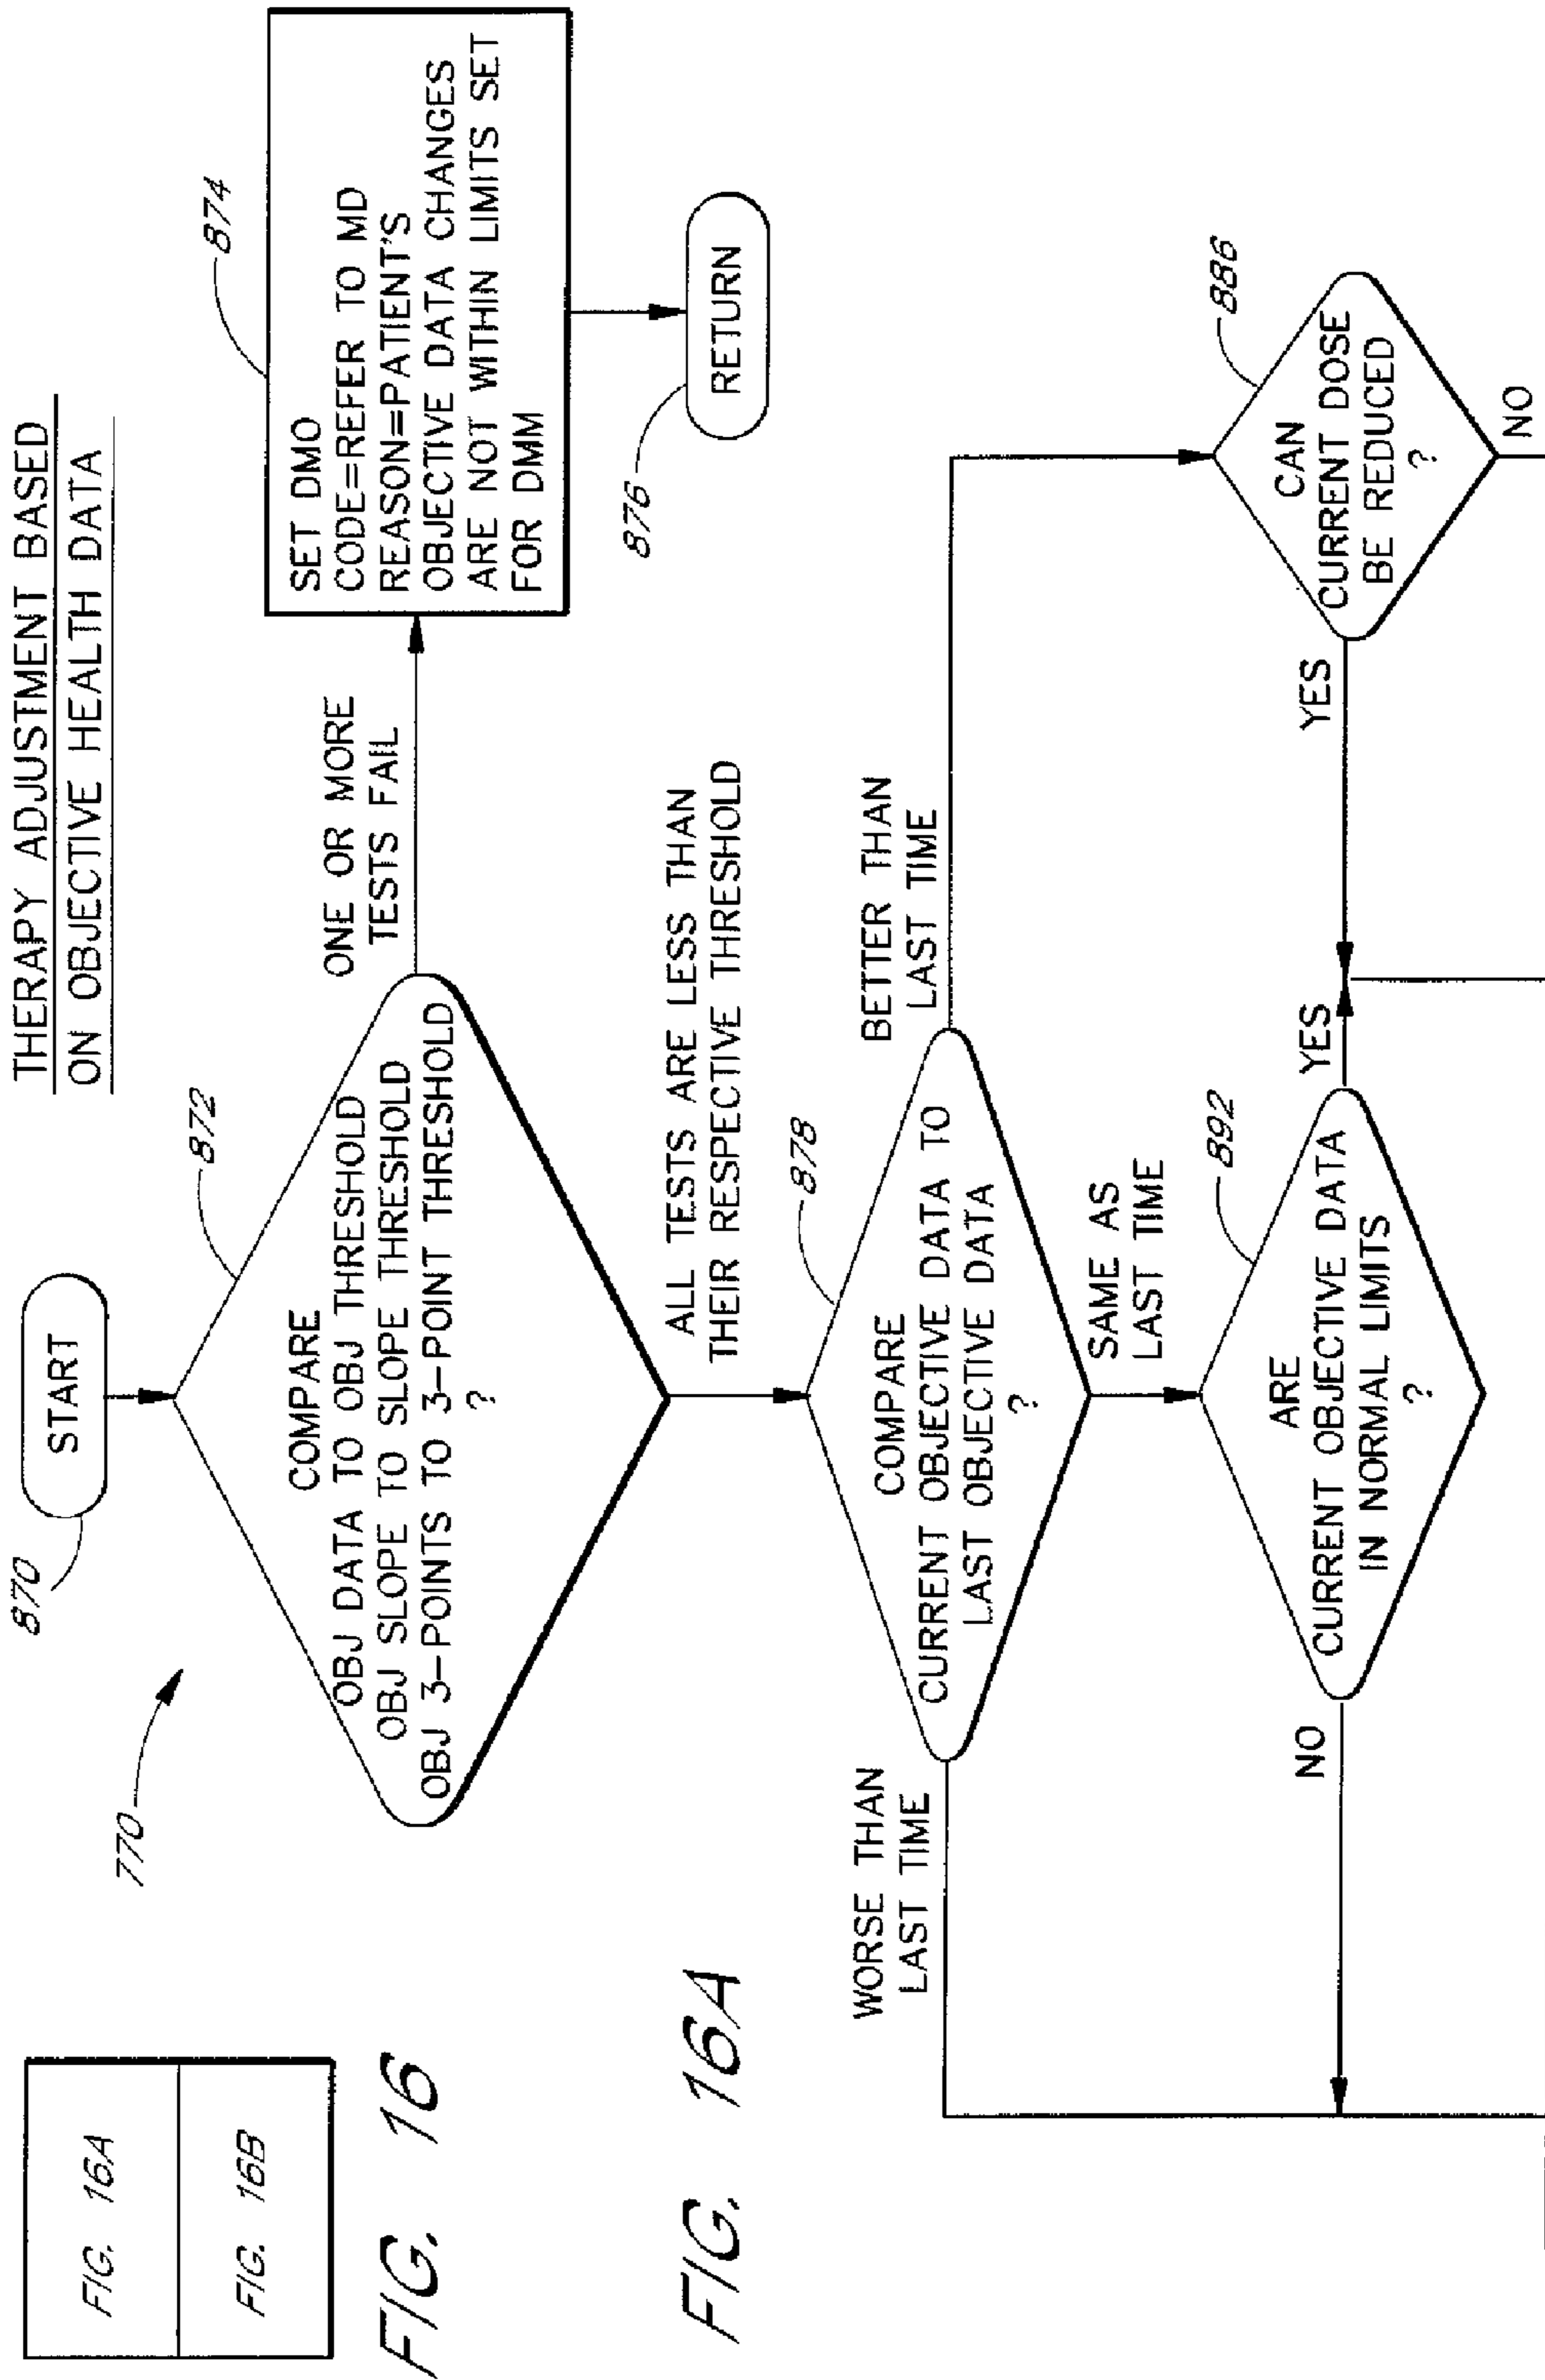 THERAPY ADJUSTMENT BASED
ON OBJECTIVE HEALTH DATA
FIG. 16A
FIG. 16B
FIG. 16
FIG. 16A
770
870
START
872
COMPARE
OBJ DATA TO OBJ THRESHOLD
OBJ SLOPE TO SLOPE THRESHOLD
OBJ 3-POINTS TO 3-POINT THRESHOLD
?
ONE OR MORE
TESTS FAIL
874
SET DMO
CODE=REFER TO MD
REASON=PATIENT'S
OBJECTIVE DATA CHANGES
ARE NOT WITHIN LIMITS SET
FOR DMM
876
RETURN
ALL TESTS ARE LESS THAN
THEIR RESPECTIVE THRESHOLD
878
COMPARE
CURRENT OBJECTIVE DATA TO
LAST OBJECTIVE DATA
?
WORSE THAN
LAST TIME
BETTER THAN
LAST TIME
SAME AS
LAST TIME
892
ARE
CURRENT OBJECTIVE DATA
IN NORMAL LIMITS
?
NO
YES
YES
886
CAN
CURRENT DOSE
BE REDUCED
?
NO